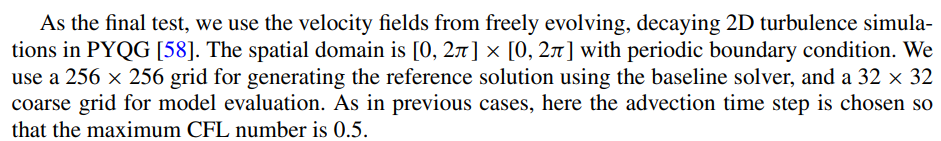 As the final test, we use the velocity fields from freely evolving, decaying 2D turbulence simula-
tions in PYQG [58]. The spatial domain is [0, 2π] × [0, 2π] with periodic boundary condition. We
use a 256 × 256 grid for generating the reference solution using the baseline solver, and a 32 × 32
coarse grid for model evaluation. As in previous cases, here the advection time step is chosen so
that the maximum CFL number is 0.5.